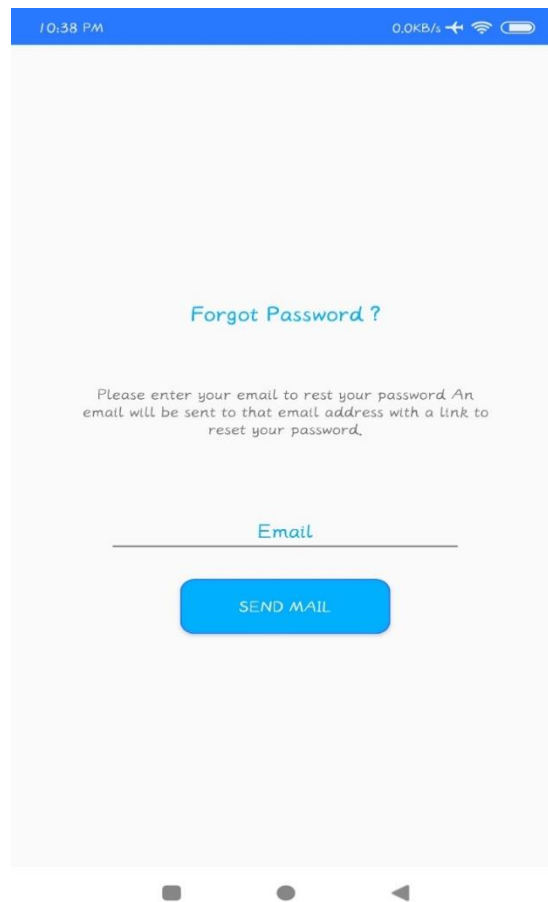 10:38 PM
0.0KB/s
Forgot Password ?
Please enter your email to rest your password An
email will be sent to that email address with a link to
reset your password.
Email
SEND MAIL